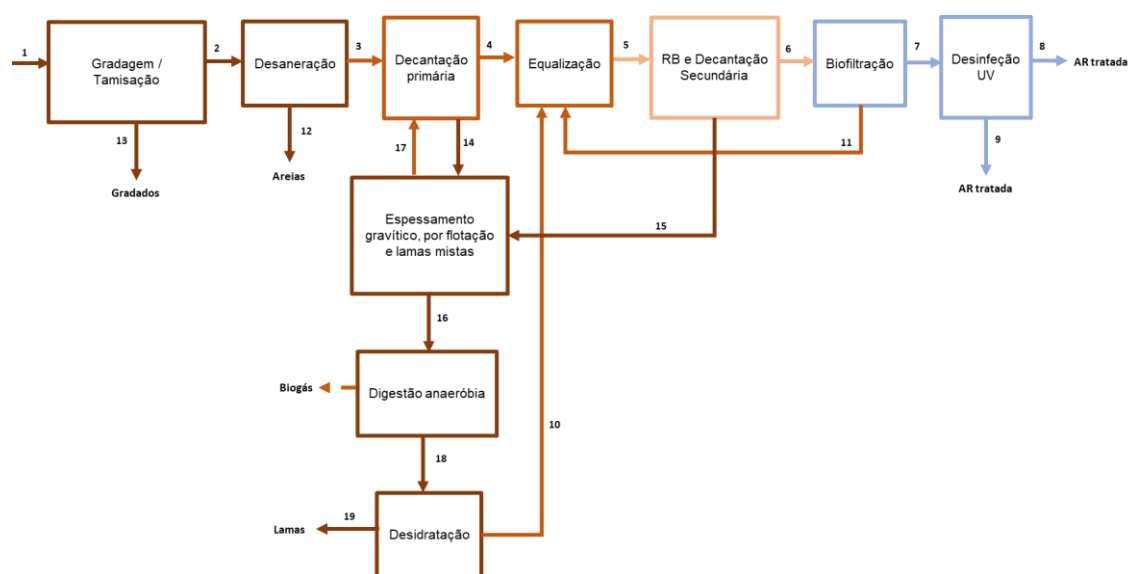 1
2
3
4
5
6
7
8
Gradagem /
Tamisação
Desaneração
Decantação
primária
Equalização
RB e Decantação
Secundária
Biofiltração
Desinfeção
UV
AR tratada
13
12
17
14
11
9
Gradados
Areias
AR tratada
Espessamento
gravítico, por flotação
e lamas mistas
15
16
Biogás
Digestão anaeróbia
10
18
Lamas
19
Desidratação